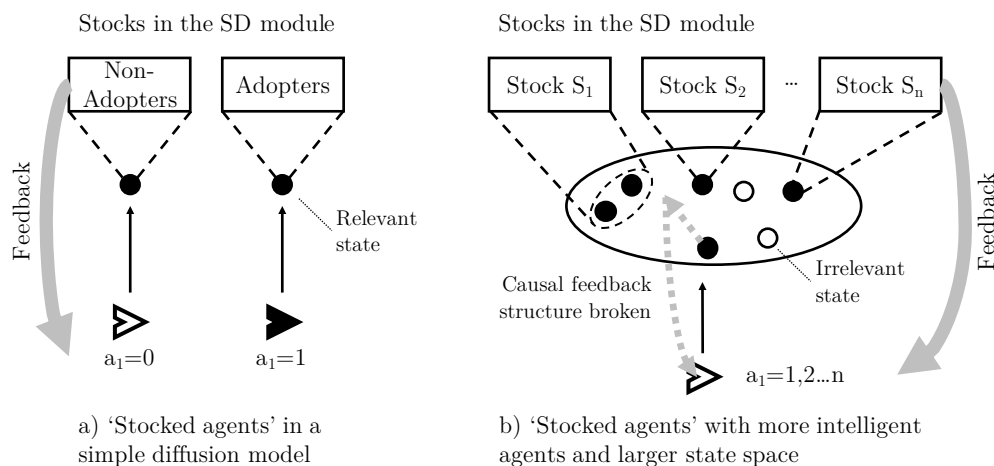 Stocks in the SD module
Non-
Adopters
Adopters
Feedback
Relevant
state
a₁=0
a₁=1
a) ‘Stocked agents’ in a
simple diffusion model
Stocks in the SD module
Stock S₁
Stock S₂
...
Stock Sₙ
Feedback
Causal feedback
structure broken
Irrelevant
state
a₁=1,2...n
b) ‘Stocked agents’ with more intelligent
agents and larger state space